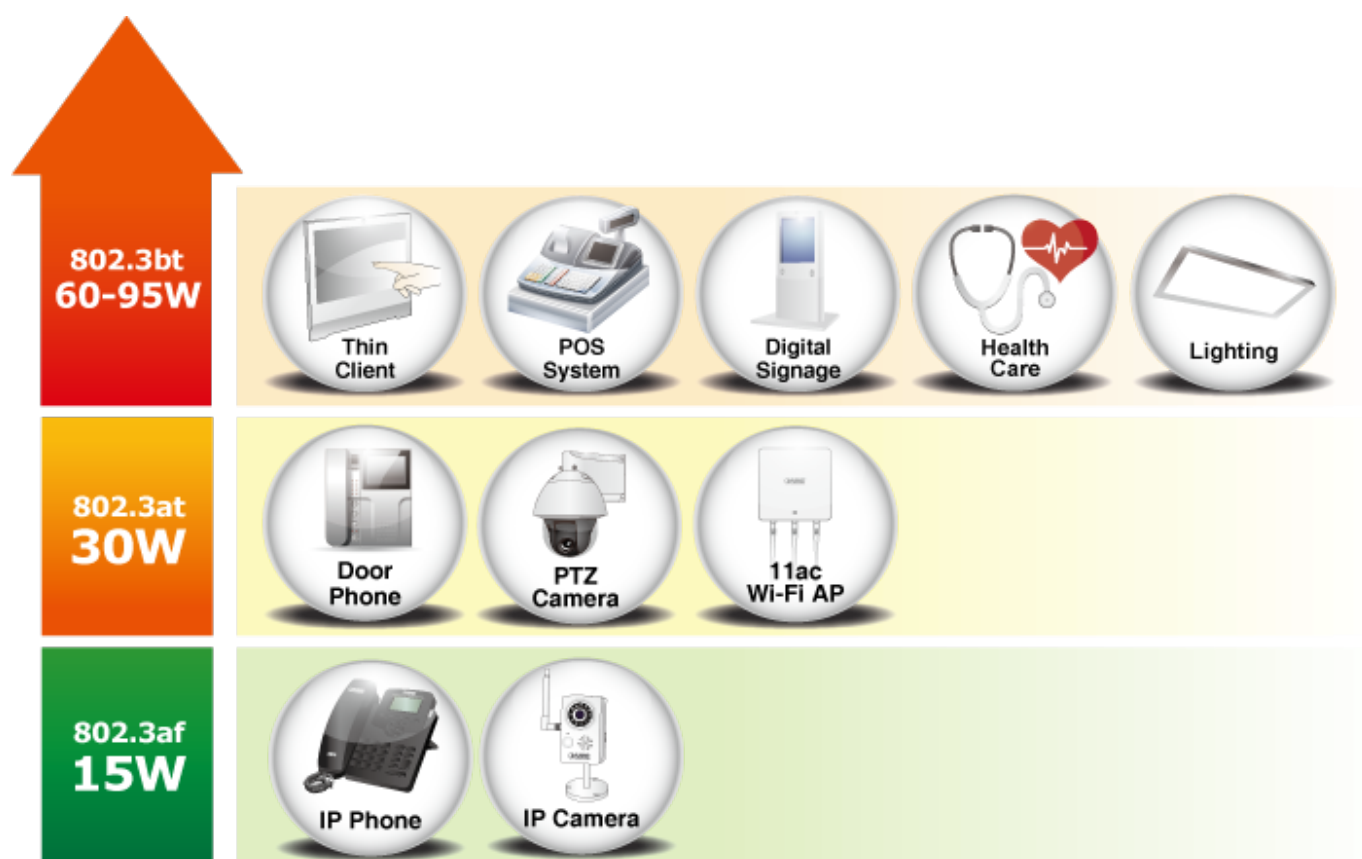 802.3bt
60-95W
Thin
Client
POS
System
Digital
Signage
Health
Care
Lighting
802.3at
30W
Door
Phone
PTZ
Camera
11ac
Wi-Fi AP
802.3af
15W
IP Phone
IP Camera